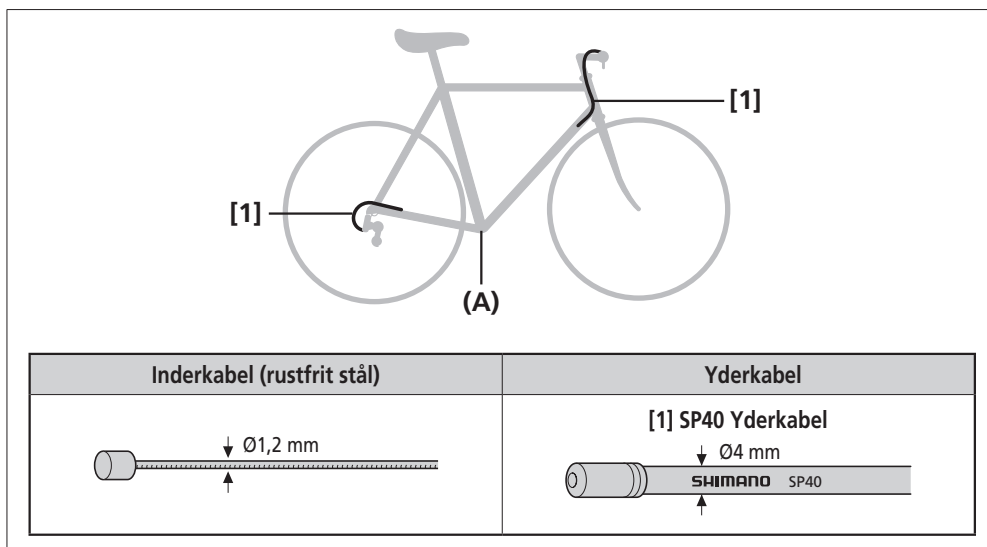 [1]
[1]
(A)
Inderkabel (rustfrit stål)
Yderkabel
Ø1,2 mm
[1] SP40 Yderkabel
Ø4 mm
SHIMANO SP40